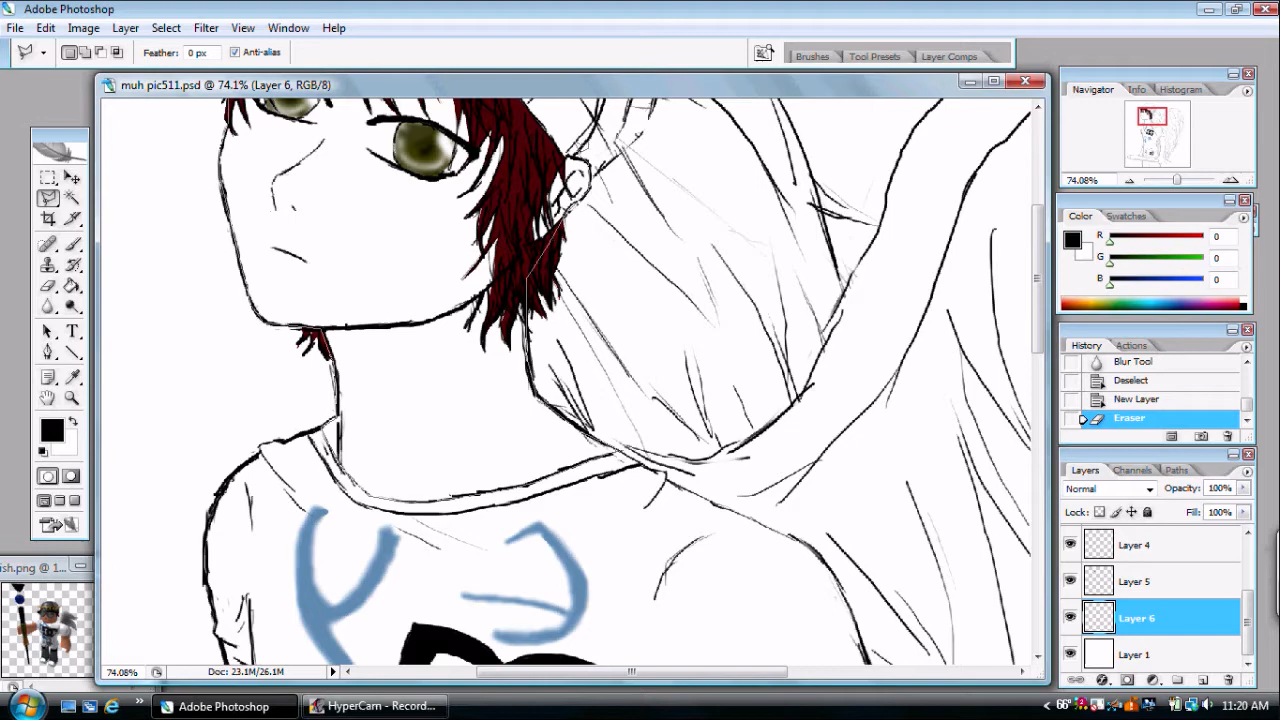 Adobe Photoshop
File Edit Image Layer Select Filter View Window Help
Feather: 0 px Anti-alias
Brushes Tool Presets Layer Comps
muh pic511.psd @ 74.1% (Layer 6, RGB/8)
Navigator Info Histogram
74.08%
Color Swatches
R 0
G 0
B 0
History Actions
Blur Tool
Deselect
New Layer
Eraser
Layers Channels Paths
Normal Opacity: 100%
Lock: Fill: 100%
Layer 4
Layer 5
Layer 6
Layer 1
ish.png @ 1...
74.08% Doc: 23.1M/26.1M
Adobe Photoshop HyperCam - Record... 66° 11:20 AM